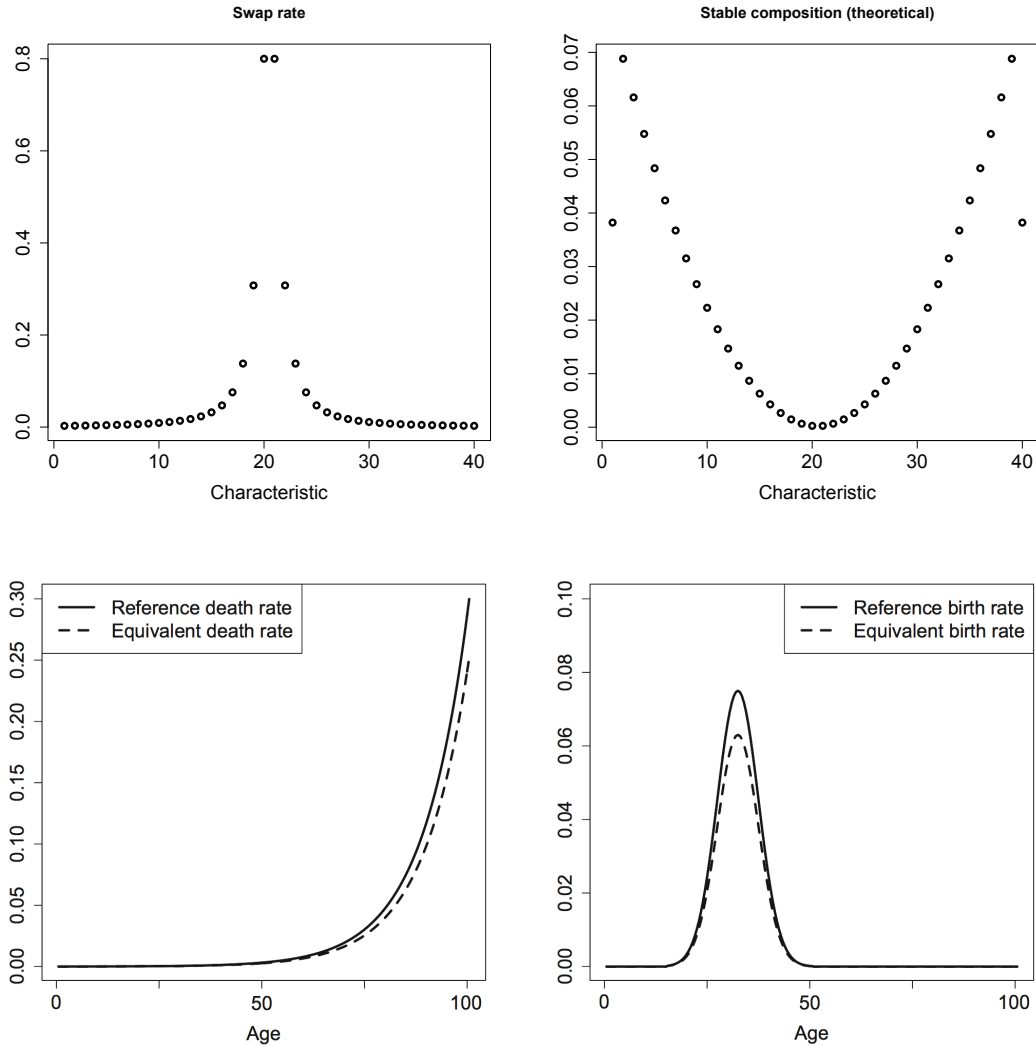 Swap rate
0.0 0.2 0.4 0.6 0.8
0 10 20 30 40
Characteristic
Stable composition (theoretical)
0.00 0.01 0.02 0.03 0.04 0.05 0.06 0.07
0 10 20 30 40
Characteristic
Reference death rate
Equivalent death rate
0.00 0.05 0.10 0.15 0.20 0.25 0.30
0 50 100
Age
Reference birth rate
Equivalent birth rate
0.00 0.02 0.04 0.06 0.08 0.10
0 50 100
Age